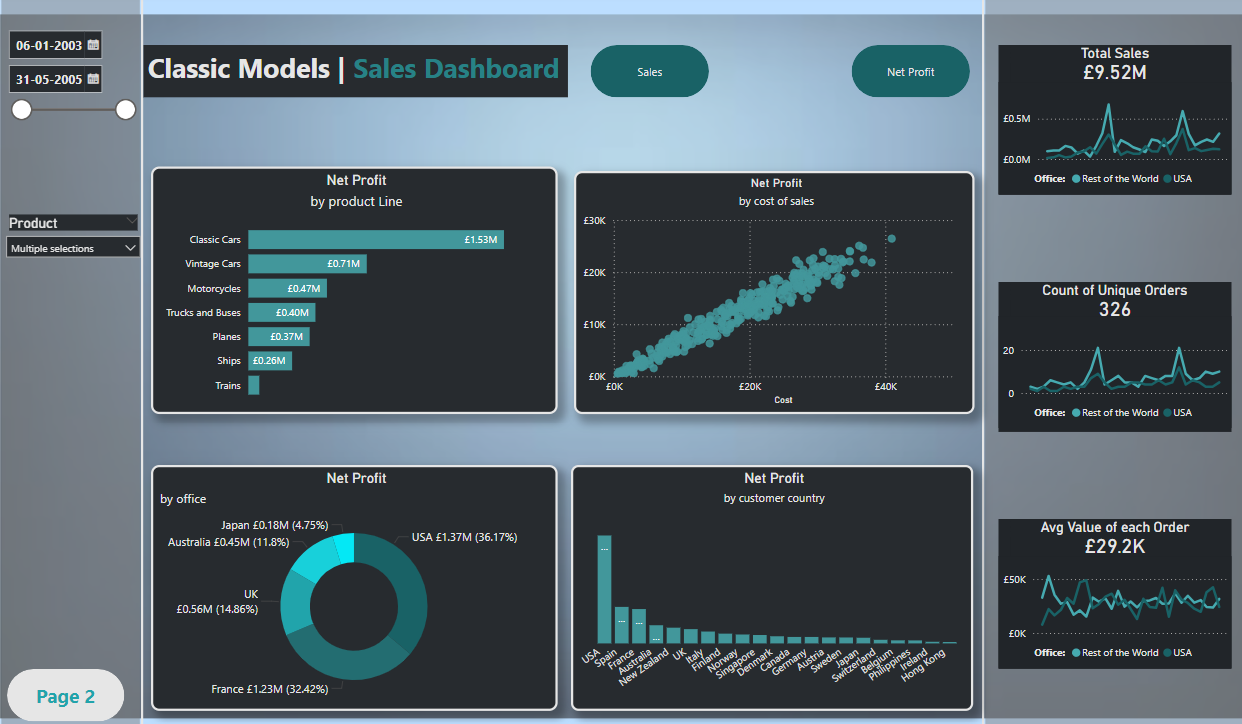 06-01-2003
31-05-2005
Product
Multiple selections
Page 2
Classic Models | Sales Dashboard
Sales
Net Profit
Net Profit
by product Line
Classic Cars £1.53M
Vintage Cars £0.71M
Motorcycles £0.47M
Trucks and Buses £0.40M
Planes £0.37M
Ships £0.26M
Trains
Net Profit
by cost of sales
£30K
£20K
£10K
£0K
£0K £20K £40K
Cost
Net Profit
by office
Japan £0.18M (4.75%)
Australia £0.45M (11.8%)
USA £1.37M (36.17%)
UK
£0.56M (14.86%)
France £1.23M (32.42%)
Net Profit
by customer country
... ... ... ...
USA Spain France Australia New Zealand UK Italy Finland Norway Singapore Denmark Canada Germany Austria Sweden Japan Switzerland Belgium Philippines Ireland Hong Kong
Total Sales
£9.52M
£0.5M
£0.0M
Office: Rest of the World USA
Count of Unique Orders
326
20
0
Office: Rest of the World USA
Avg Value of each Order
£29.2K
£50K
£0K
Office: Rest of the World USA